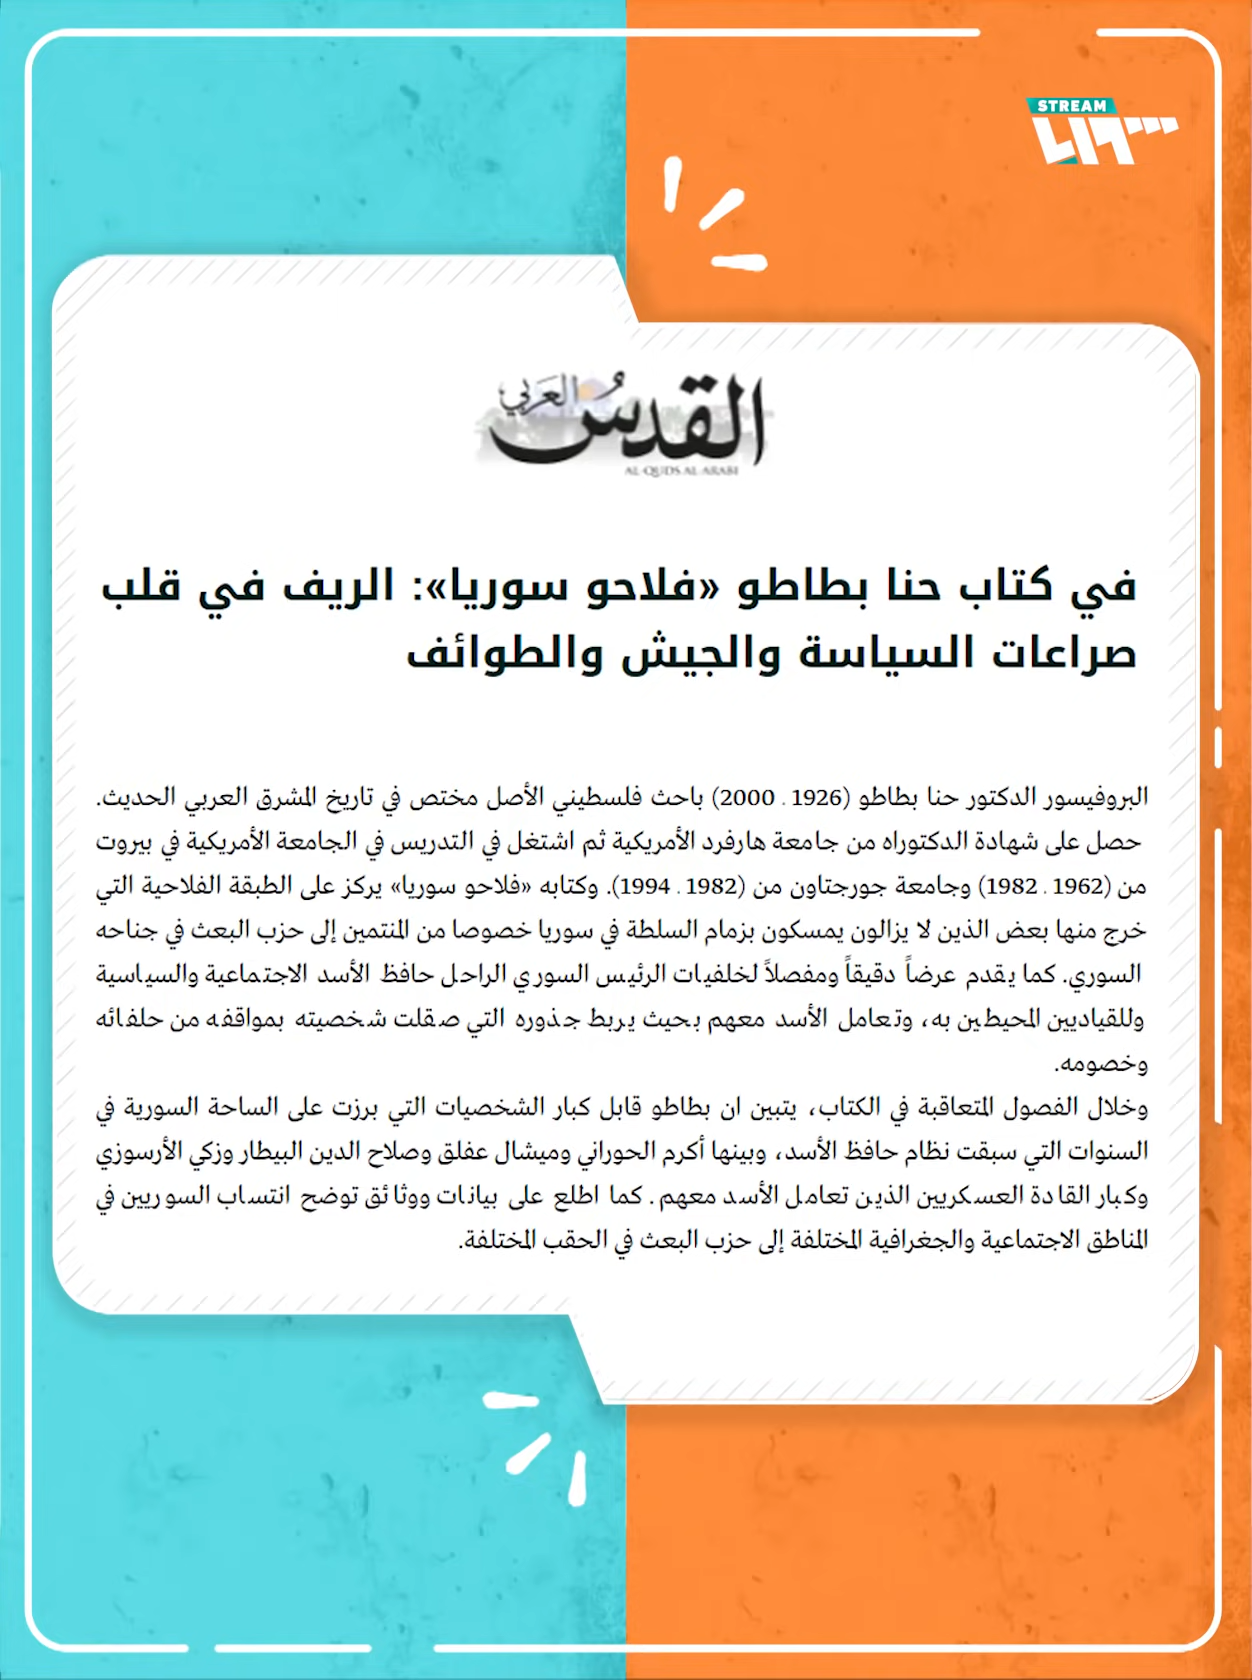 STREAM
القدس العربي
AL-QUDS AL-ARABI
في كتاب حنا بطاطو «فلاحو سوريا»: الريف في قلب
صراعات السياسة والجيش والطوائف
البروفيسور الدكتور حنا بطاطو (1926 . 2000) باحث فلسطيني الأصل مختص في تاريخ المشرق العربي الحديث.
حصل على شهادة الدكتوراه من جامعة هارفرد الأمريكية ثم اشتغل في التدريس في الجامعة الأمريكية في بيروت
من (1962 . 1982) وجامعة جورجتاون من (1982 . 1994). وكتابه «فلاحو سوريا» يركز على الطبقة الفلاحية التي
خرج منها بعض الذين لا يزالون يمسكون بزمام السلطة في سوريا خصوصا من المنتمين إلى حزب البعث في جناحه
السوري. كما يقدم عرضاً دقيقاً ومفصلاً لخلفيات الرئيس السوري الراحل حافظ الأسد الاجتماعية والسياسية
وللقياديين المحيطين به، وتعامل الأسد معهم بحيث يربط جذوره التي صقلت شخصيته بمواقفه من حلفائه
وخصومه.
وخلال الفصول المتعاقبة في الكتاب، يتبين ان بطاطو قابل كبار الشخصيات التي برزت على الساحة السورية في
السنوات التي سبقت نظام حافظ الأسد، وبينها أكرم الحوراني وميشال عفلق وصلاح الدين البيطار وزكي الأرسوزي
وكبار القادة العسكريين الذين تعامل الأسد معهم. كما اطلع على بيانات ووثائق توضح انتساب السوريين في
المناطق الاجتماعية والجغرافية المختلفة إلى حزب البعث في الحقب المختلفة.